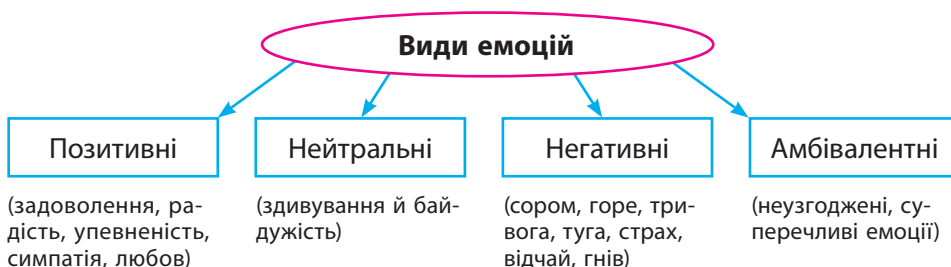 Види емоцій
Позитивні
(задоволення, ра-
дість, упевненість,
симпатія, любов)
Нейтральні
(здивування й бай-
дужість)
Негативні
(сором, горе, три-
вога, туга, страх,
відчай, гнів)
Амбівалентні
(неузгоджені, су-
перечливі емоції)